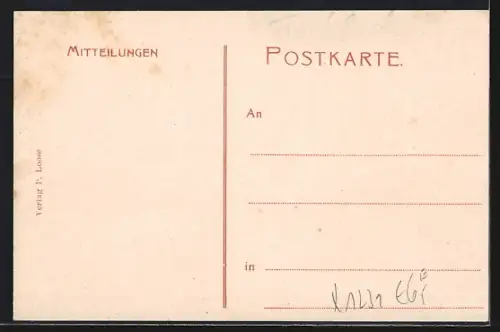 MITTEILUNGEN
POSTKARTE.
An
Verlag P. Loose
in